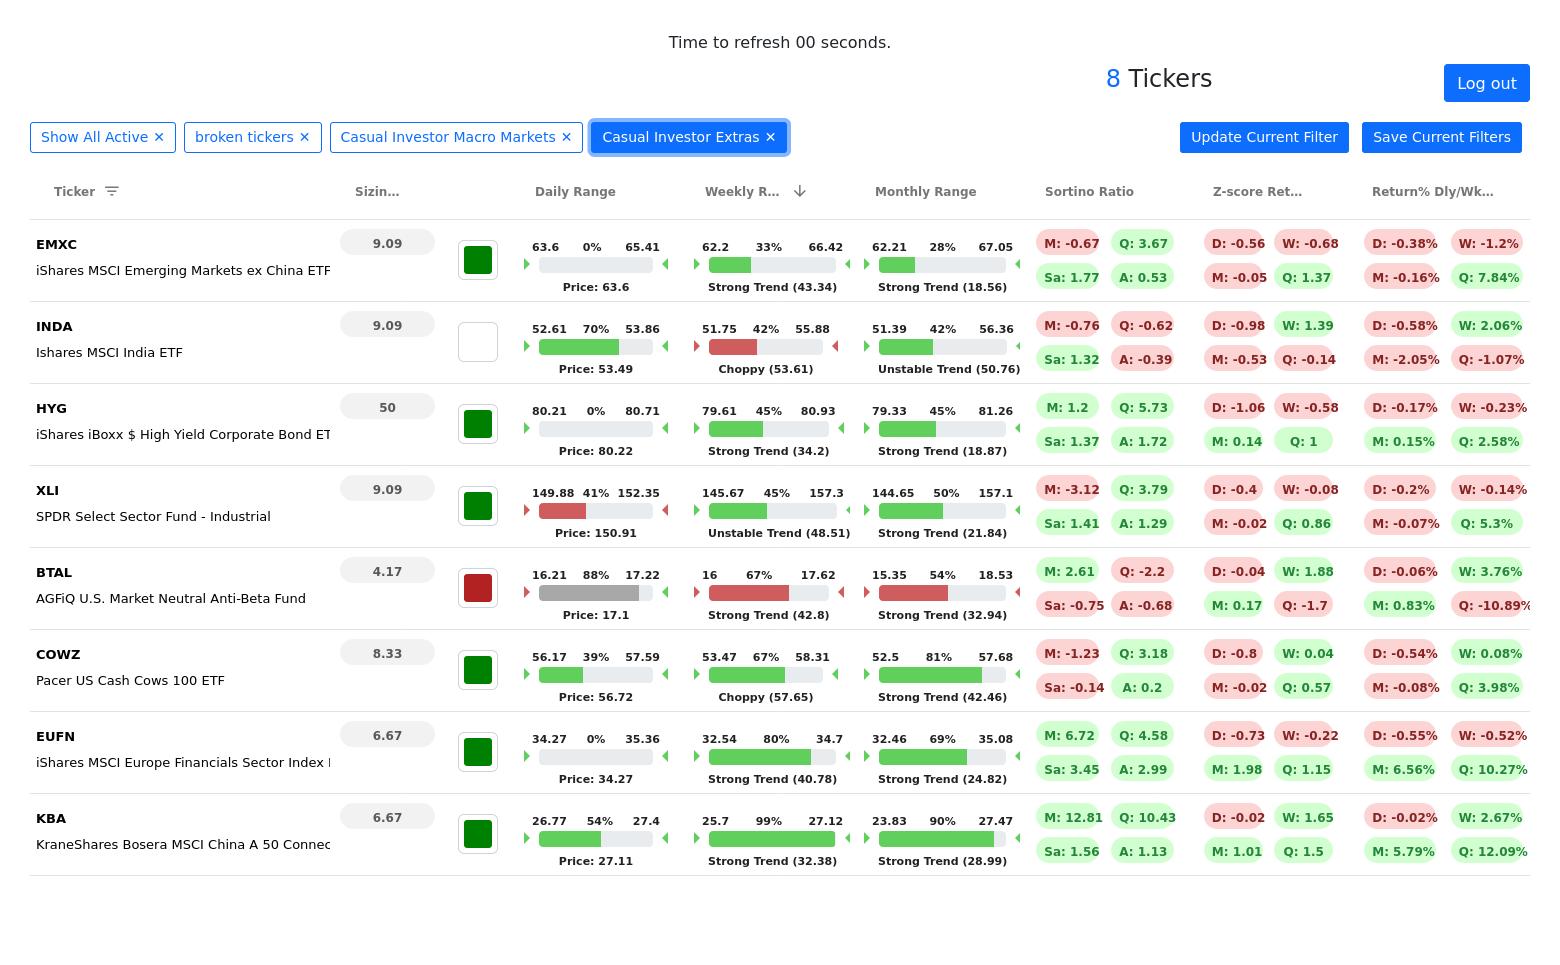 Time to refresh 00 seconds.
8 Tickers
Log out
Show All Active ✕ broken tickers ✕ Casual Investor Macro Markets ✕ Casual Investor Extras ✕ Update Current Filter Save Current Filters
Ticker Sizin... Daily Range Weekly R... Monthly Range Sortino Ratio Z-score Ret... Return% Dly/Wk...
EMXC 9.09 63.6 0% 65.41 62.2 33% 66.42 62.21 28% 67.05 M: -0.67 Q: 3.67 D: -0.56 W: -0.68 D: -0.38% W: -1.2%
iShares MSCI Emerging Markets ex China ETF Sa: 1.77 A: 0.53 M: -0.05 Q: 1.37 M: -0.16% Q: 7.84%
Price: 63.6 Strong Trend (43.34) Strong Trend (18.56)
INDA 9.09 52.61 70% 53.86 51.75 42% 55.88 51.39 42% 56.36 M: -0.76 Q: -0.62 D: -0.98 W: 1.39 D: -0.58% W: 2.06%
Ishares MSCI India ETF Sa: 1.32 A: -0.39 M: -0.53 Q: -0.14 M: -2.05% Q: -1.07%
Price: 53.49 Choppy (53.61) Unstable Trend (50.76)
HYG 50 80.21 0% 80.71 79.61 45% 80.93 79.33 45% 81.26 M: 1.2 Q: 5.73 D: -1.06 W: -0.58 D: -0.17% W: -0.23%
iShares iBoxx $ High Yield Corporate Bond ET Sa: 1.37 A: 1.72 M: 0.14 Q: 1 M: 0.15% Q: 2.58%
Price: 80.22 Strong Trend (34.2) Strong Trend (18.87)
XLI 9.09 149.88 41% 152.35 145.67 45% 157.3 144.65 50% 157.1 M: -3.12 Q: 3.79 D: -0.4 W: -0.08 D: -0.2% W: -0.14%
SPDR Select Sector Fund - Industrial Sa: 1.41 A: 1.29 M: -0.02 Q: 0.86 M: -0.07% Q: 5.3%
Price: 150.91 Unstable Trend (48.51) Strong Trend (21.84)
BTAL 4.17 16.21 88% 17.22 16 67% 17.62 15.35 54% 18.53 M: 2.61 Q: -2.2 D: -0.04 W: 1.88 D: -0.06% W: 3.76%
AGFiQ U.S. Market Neutral Anti-Beta Fund Sa: -0.75 A: -0.68 M: 0.17 Q: -1.7 M: 0.83% Q: -10.89%
Price: 17.1 Strong Trend (42.8) Strong Trend (32.94)
COWZ 8.33 56.17 39% 57.59 53.47 67% 58.31 52.5 81% 57.68 M: -1.23 Q: 3.18 D: -0.8 W: 0.04 D: -0.54% W: 0.08%
Pacer US Cash Cows 100 ETF Sa: -0.14 A: 0.2 M: -0.02 Q: 0.57 M: -0.08% Q: 3.98%
Price: 56.72 Choppy (57.65) Strong Trend (42.46)
EUFN 6.67 34.27 0% 35.36 32.54 80% 34.7 32.46 69% 35.08 M: 6.72 Q: 4.58 D: -0.73 W: -0.22 D: -0.55% W: -0.52%
iShares MSCI Europe Financials Sector Index Sa: 3.45 A: 2.99 M: 1.98 Q: 1.15 M: 6.56% Q: 10.27%
Price: 34.27 Strong Trend (40.78) Strong Trend (24.82)
KBA 6.67 26.77 54% 27.4 25.7 99% 27.12 23.83 90% 27.47 M: 12.81 Q: 10.43 D: -0.02 W: 1.65 D: -0.02% W: 2.67%
KraneShares Bosera MSCI China A 50 Connec Sa: 1.56 A: 1.13 M: 1.01 Q: 1.5 M: 5.79% Q: 12.09%
Price: 27.11 Strong Trend (32.38) Strong Trend (28.99)